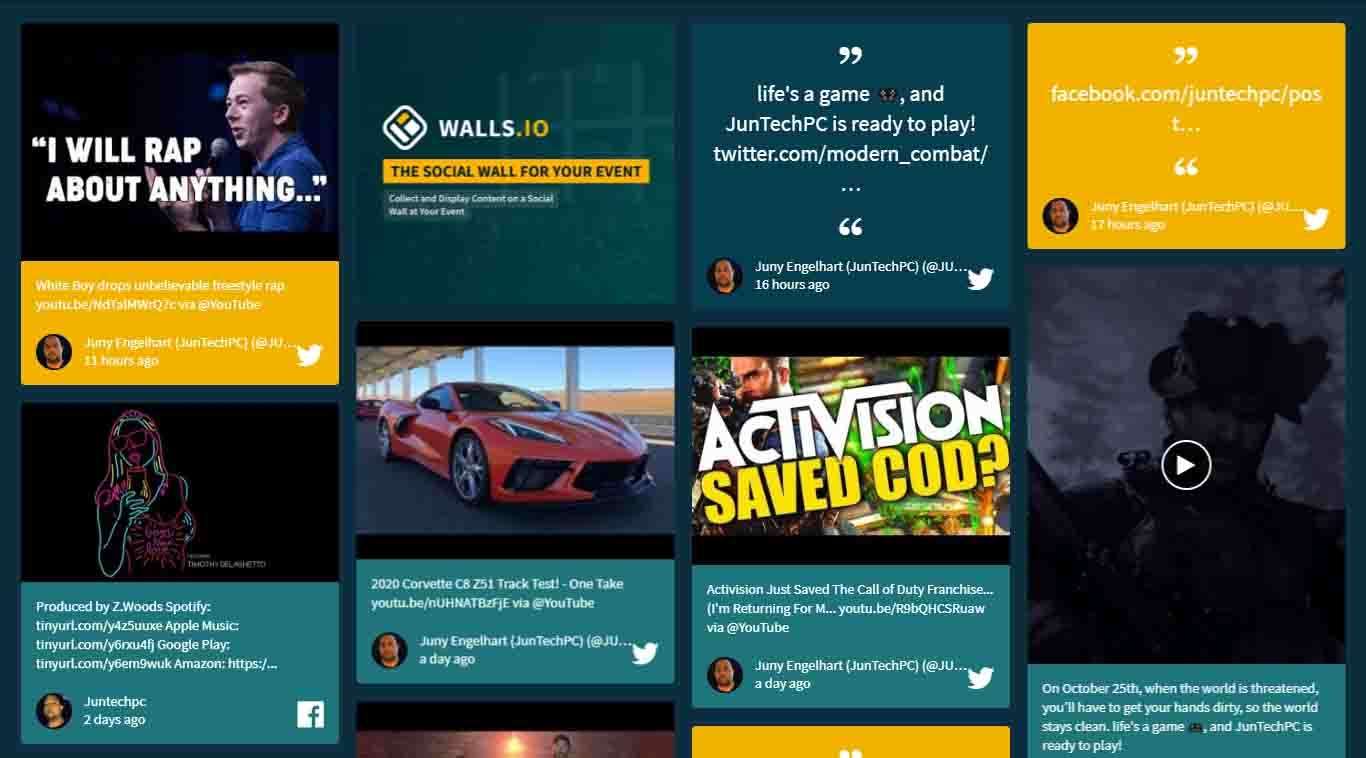 “I WILL RAP
ABOUT ANYTHING...”
White Boy drops unbelievable freestyle rap
youtu.be/NdYalMWrQ7c via @YouTube
Juny Engelhart (JunTechPC) (@JU...
11 hours ago
TIMOTHY DELAGHETTO
Produced by Z.Woods Spotify:
tinyurl.com/y4z5uuxe Apple Music:
tinyurl.com/y6rxu4fj Google Play:
tinyurl.com/y6em9wuk Amazon: https:/...
Juntechpc
2 days ago
WALLS.IO
THE SOCIAL WALL FOR YOUR EVENT
Collect and Display Content on a Social
Wall at Your Event
2020 Corvette C8 Z51 Track Test! - One Take
youtu.be/nUHNATBzFjE via @YouTube
Juny Engelhart (JunTechPC) (@JU...
a day ago
”
life's a game 🎮, and
JunTechPC is ready to play!
twitter.com/modern_combat/
…
“
Juny Engelhart (JunTechPC) (@JU...
16 hours ago
ACTIVISION
SAVED COD?
Activision Just Saved The Call of Duty Franchise...
(I'm Returning For M... youtu.be/R9bQHCSRuaw
via @YouTube
Juny Engelhart (JunTechPC) (@JU...
a day ago
”
facebook.com/juntechpc/pos
t…
“
Juny Engelhart (JunTechPC) (@JU...
17 hours ago
On October 25th, when the world is threatened,
you’ll have to get your hands dirty, so the world
stays clean. life's a game 🎮, and JunTechPC is
ready to play!